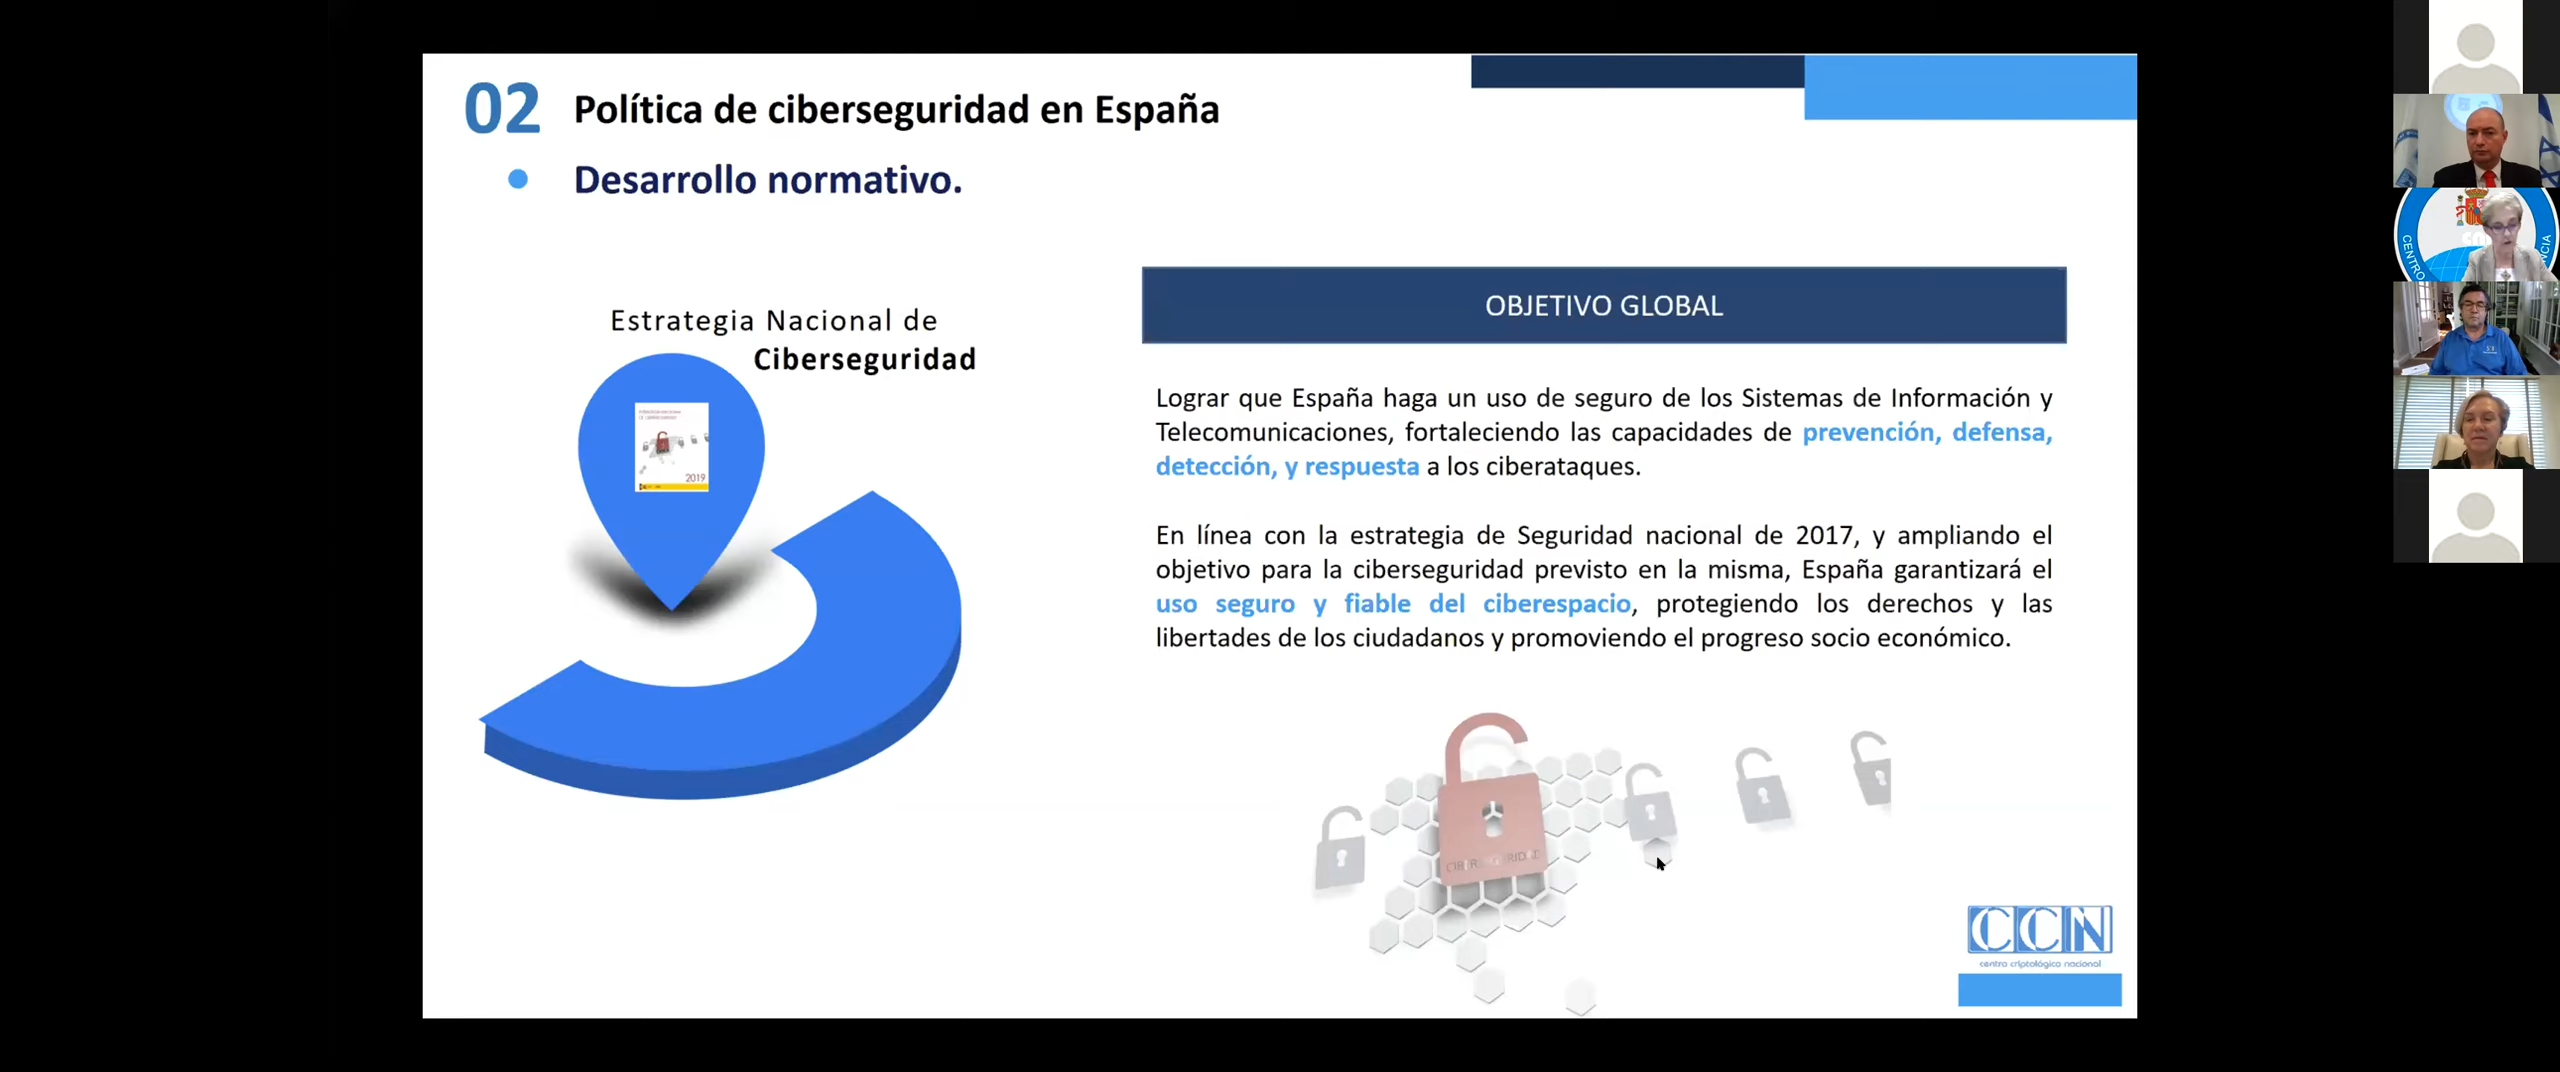 02 Política de ciberseguridad en España
Desarrollo normativo.
Estrategia Nacional de
Ciberseguridad
2019
OBJETIVO GLOBAL
Lograr que España haga un uso de seguro de los Sistemas de Información y
Telecomunicaciones, fortaleciendo las capacidades de prevención, defensa,
detección, y respuesta a los ciberataques.
En línea con la estrategia de Seguridad nacional de 2017, y ampliando el
objetivo para la ciberseguridad previsto en la misma, España garantizará el
uso seguro y fiable del ciberespacio, protegiendo los derechos y las
libertades de los ciudadanos y promoviendo el progreso socio económico.
CIBERSEGURIDAD
CCN
centro criptológico nacional
CENTRO